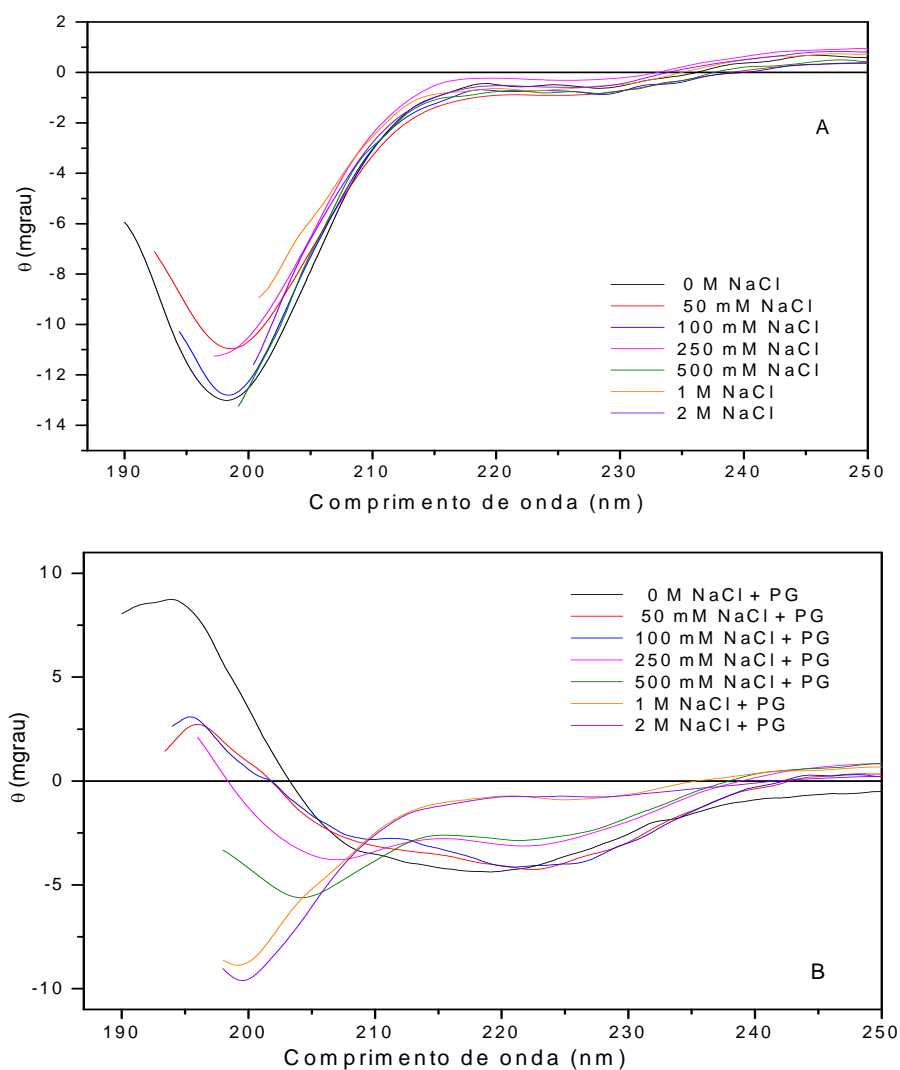 2
0
-2
-4
-6
-8
-10
-12
-14
θ (mgrau)
A
0 M NaCl
50 mM NaCl
100 mM NaCl
250 mM NaCl
500 mM NaCl
1 M NaCl
2 M NaCl
190 200 210 220 230 240 250
Comprimento de onda (nm)
10
5
0
-5
-10
θ (mgrau)
0 M NaCl + PG
50 mM NaCl + PG
100 mM NaCl + PG
250 mM NaCl + PG
500 mM NaCl + PG
1 M NaCl + PG
2 M NaCl + PG
B
190 200 210 220 230 240 250
Comprimento de onda (nm)